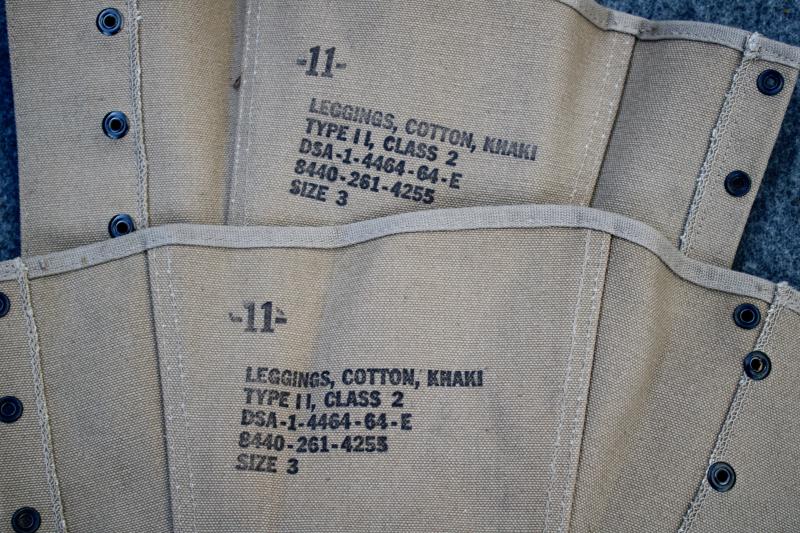 -11-
LEGGINGS, COTTON, KHAKI
TYPE II, CLASS 2
DSA-1-4464-64-E
8440-261-4255
SIZE 3
-11-
LEGGINGS, COTTON, KHAKI
TYPE II, CLASS 2
DSA-1-4464-64-E
8440-261-4255
SIZE 3